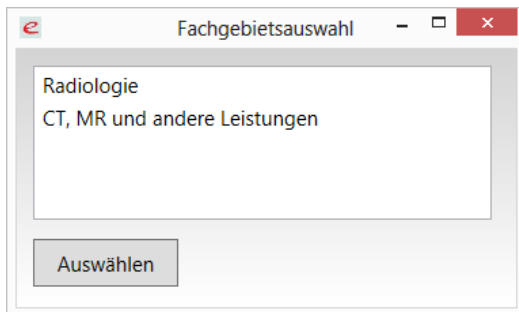 e
Fachgebietsauswahl
Radiologie
CT, MR und andere Leistungen
Auswählen